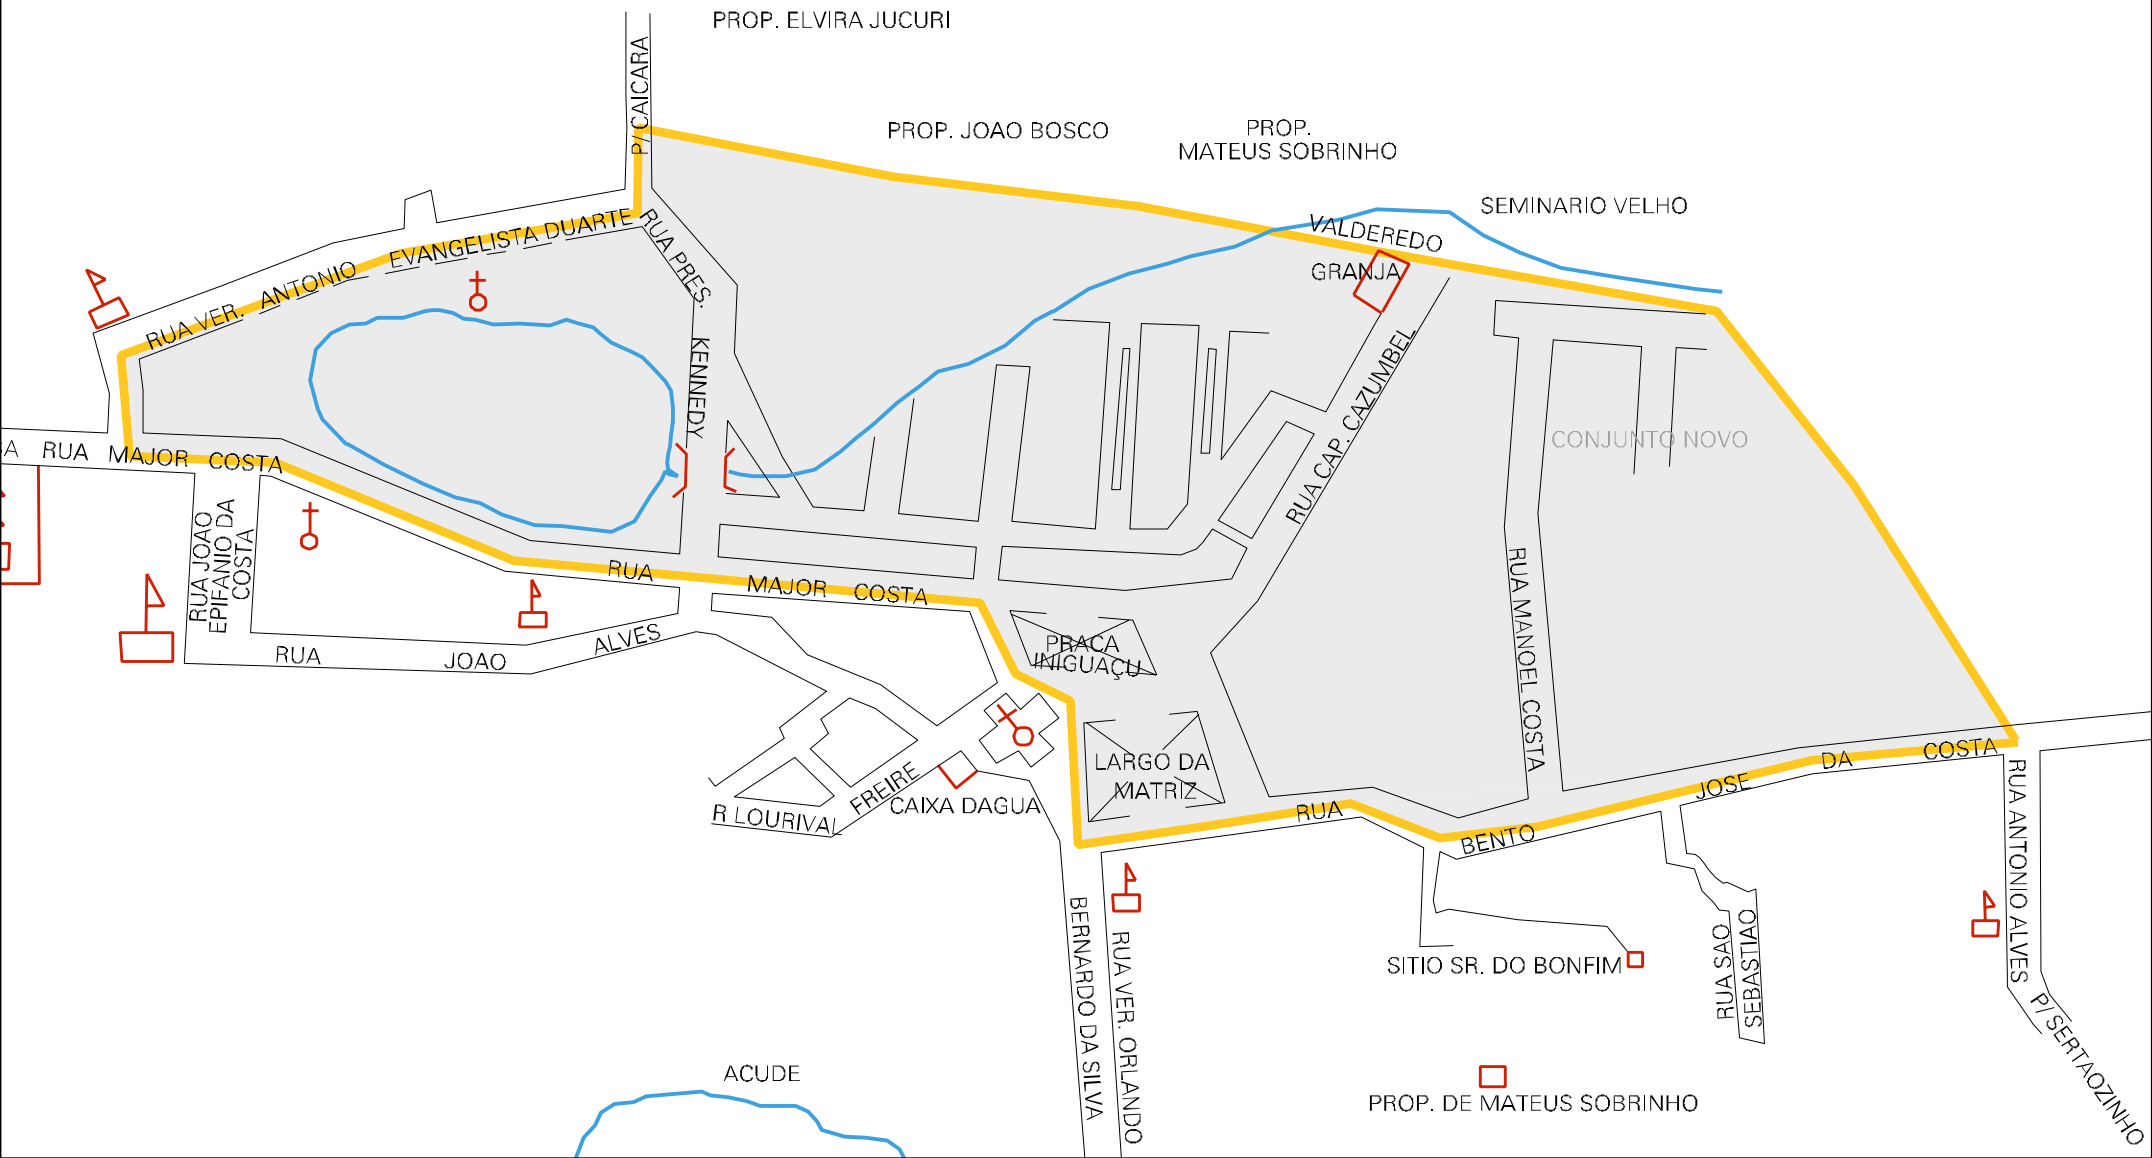 PROP. ELVIRA JUCURI
P/ CAICARA
PROP. JOAO BOSCO
PROP.
MATEUS SOBRINHO
SEMINARIO VELHO
VALDEREDO
GRANJA
RUA VER. ANTONIO EVANGELISTA DUARTE
RUA PRES. KENNEDY
RUA CAP. CAZUMBEL
CONJUNTO NOVO
RUA MAJOR COSTA
RUA JOAO
EPIFANIO DA
COSTA
RUA MAJOR COSTA
RUA JOAO ALVES
PRACA
INIGUAÇU
RUA MANOEL COSTA
LARGO DA
MATRIZ
R LOURIVAL FREIRE
CAIXA DAGUA
RUA BENTO JOSE DA COSTA
RUA ANTONIO ALVES
BERNARDO DA SILVA
RUA VER. ORLANDO
SITIO SR. DO BONFIM
RUA SAO
SEBASTIAO
P/ SERTAOZINHO
ACUDE
PROP. DE MATEUS SOBRINHO